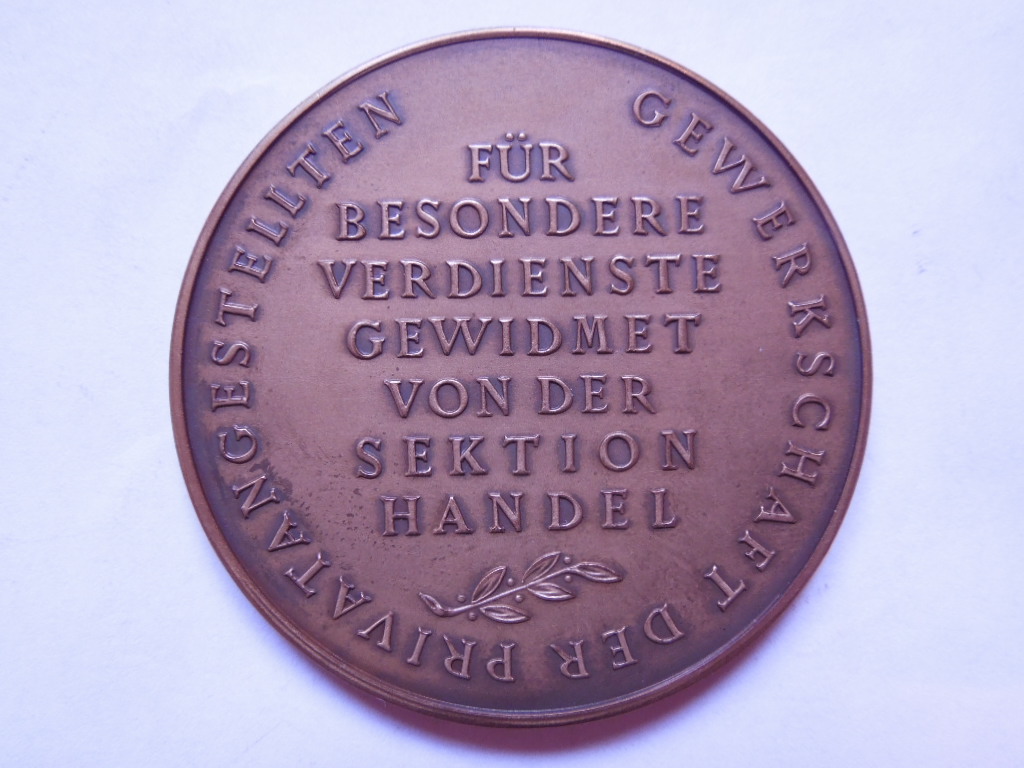 GEWERKSCHAFT DER PRIVATANGESTELLTEN
FÜR
BESONDERE
VERDIENSTE
GEWIDMET
VON DER
SEKTION
HANDEL